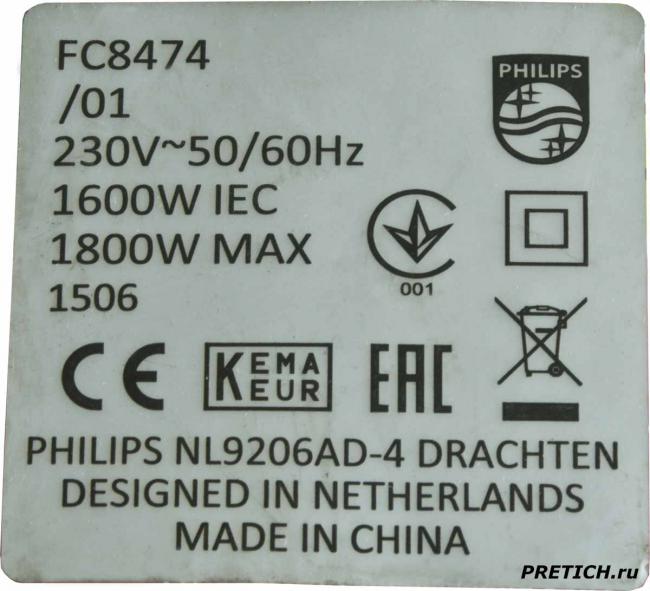 FC8474
/01
PHILIPS
230V~50/60Hz
1600W IEC
1800W MAX
001
1506
CE KEMA KEUR EAC
PHILIPS NL9206AD-4 DRACHTEN
DESIGNED IN NETHERLANDS
MADE IN CHINA
PRETICH.ru